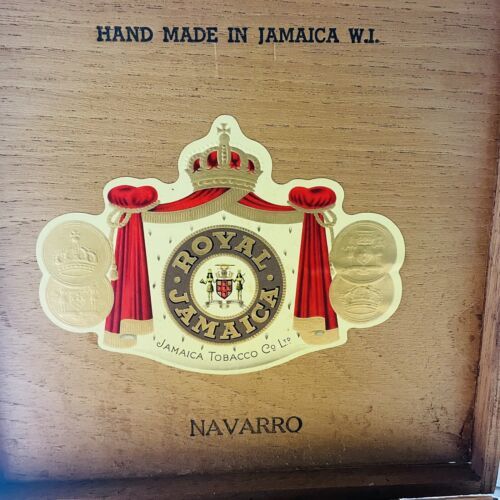 HAND MADE IN JAMAICA W.I.
ROYAL
JAMAICA
JAMAICA TOBACCO CO LTD
NAVARRO